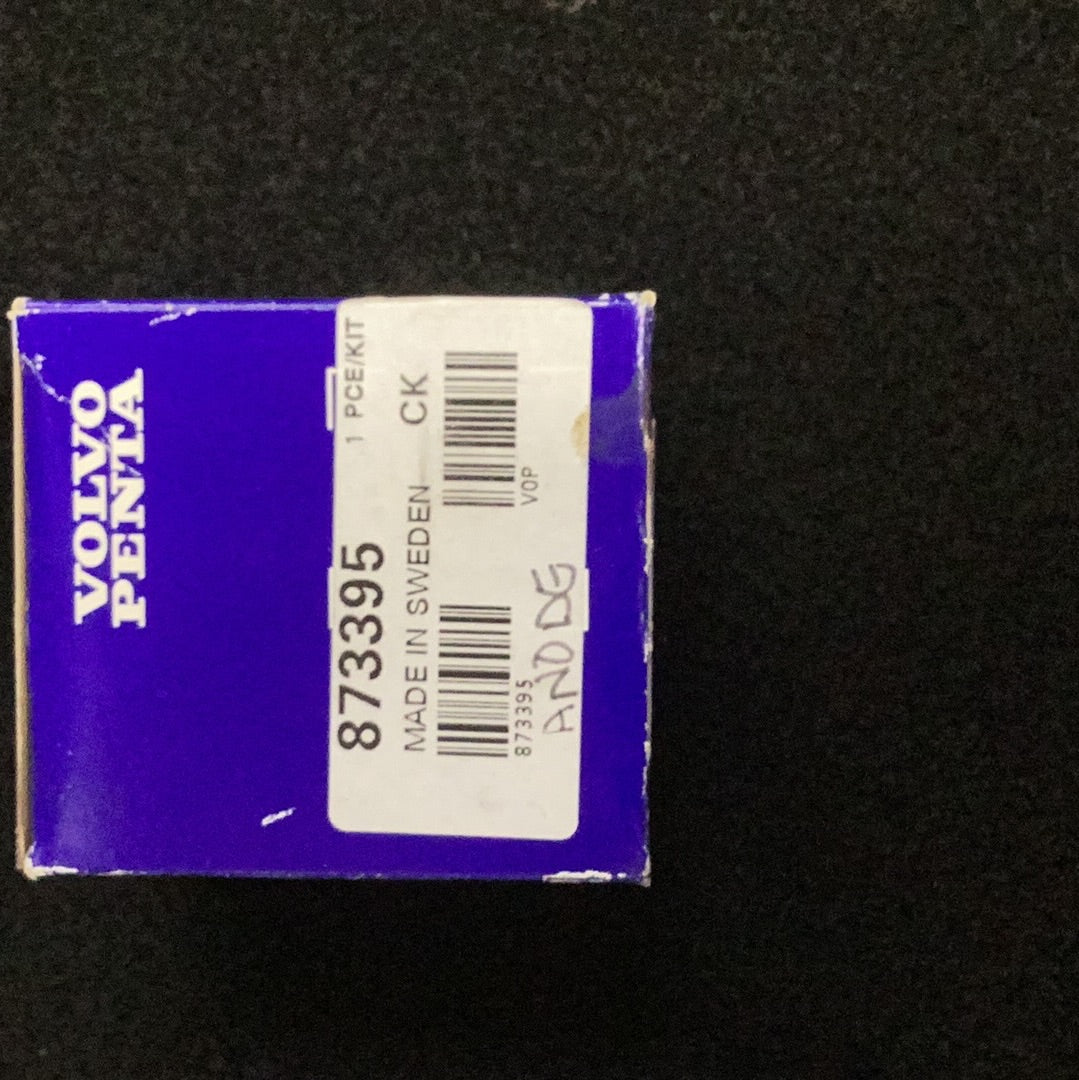 VOLVO
PENTA
873395 1 PCE/KIT
MADE IN SWEDEN CK
873395 VOP
ANODE